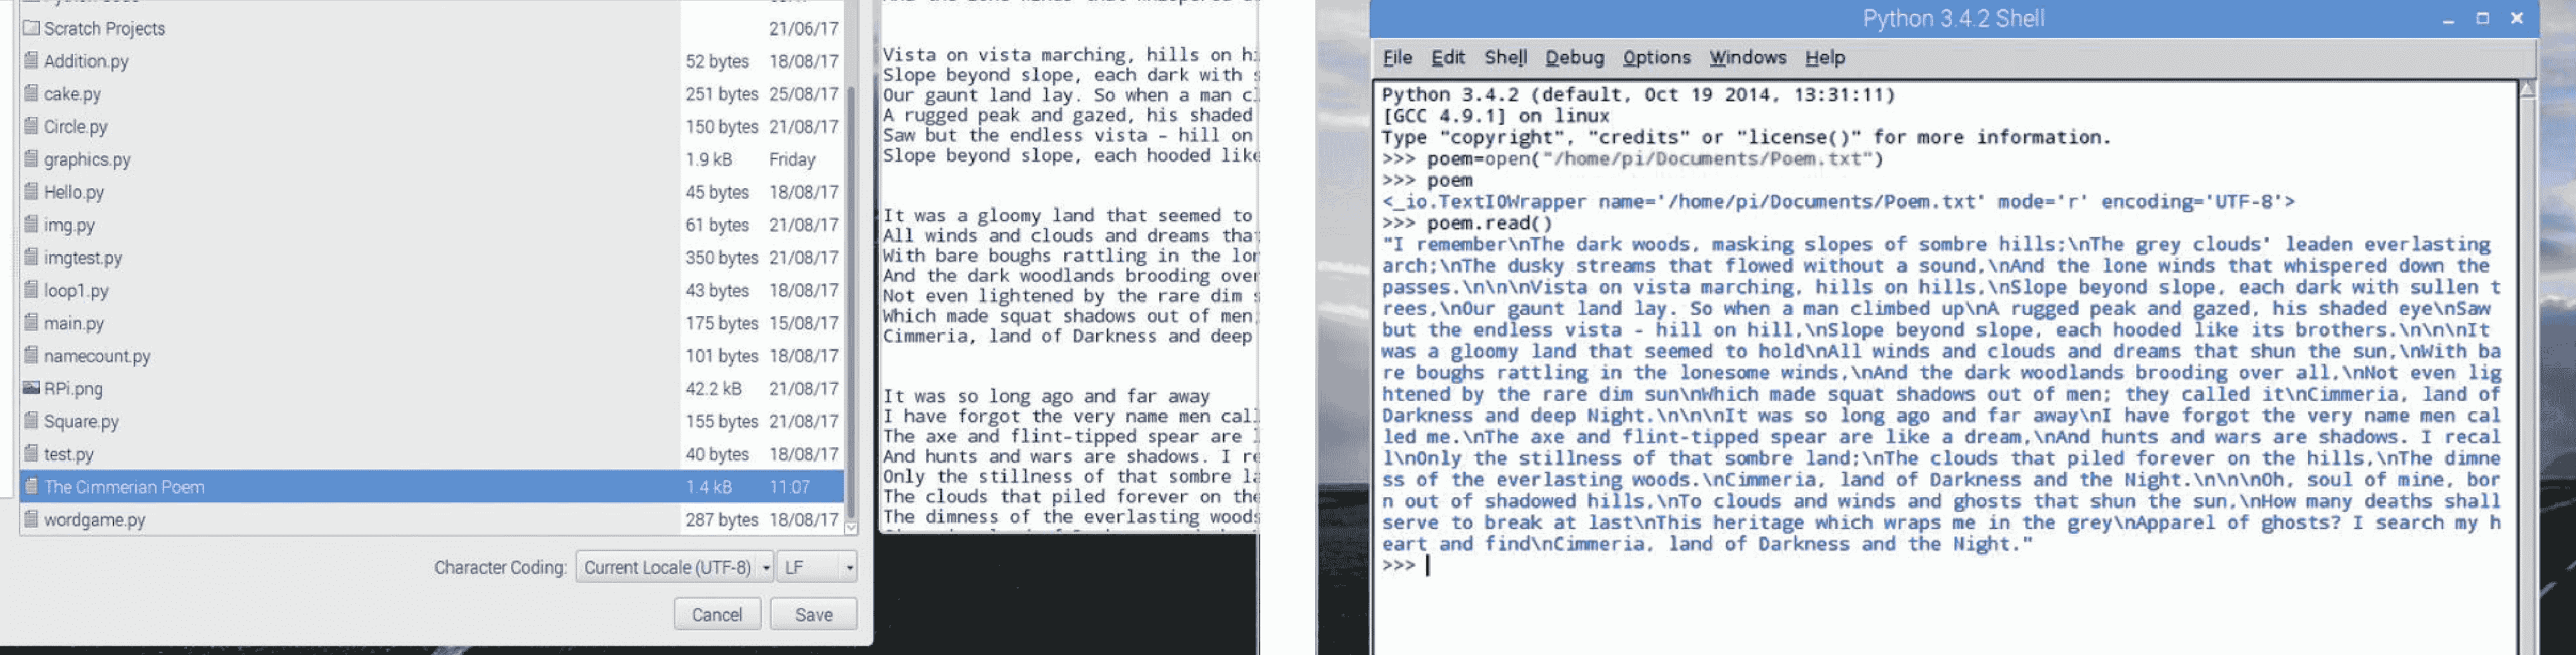 Scratch Projects 21/06/17
Addition.py 52 bytes 18/08/17
cake.py 251 bytes 25/08/17
Circle.py 150 bytes 21/08/17
graphics.py 1.9 kB Friday
Hello.py 45 bytes 18/08/17
img.py 61 bytes 21/08/17
imgtest.py 350 bytes 21/08/17
loop1.py 43 bytes 18/08/17
main.py 175 bytes 15/08/17
namecount.py 101 bytes 18/08/17
RPi.png 42.2 kB 21/08/17
Square.py 155 bytes 21/08/17
test.py 40 bytes 18/08/17
The Cimmerian Poem 1.4 kB 11:07
wordgame.py 287 bytes 18/08/17
Character Coding: Current Locale (UTF-8) LF
Cancel Save
Vista on vista marching, hills on hi
Slope beyond slope, each dark with s
Our gaunt land lay. So when a man cl
A rugged peak and gazed, his shaded
Saw but the endless vista - hill on
Slope beyond slope, each hooded like
It was a gloomy land that seemed to
All winds and clouds and dreams that
With bare boughs rattling in the lon
And the dark woodlands brooding over
Not even lightened by the rare dim s
Which made squat shadows out of men;
Cimmeria, land of Darkness and deep
It was so long ago and far away
I have forgot the very name men call
The axe and flint-tipped spear are l
And hunts and wars are shadows. I re
Only the stillness of that sombre la
The clouds that piled forever on the
The dimness of the everlasting woods
Python 3.4.2 Shell
File Edit Shell Debug Options Windows Help
Python 3.4.2 (default, Oct 19 2014, 13:31:11)
[GCC 4.9.1] on linux
Type "copyright", "credits" or "license()" for more information.
>>> poem=open("/home/pi/Documents/Poem.txt")
>>> poem
<_io.TextIOWrapper name='/home/pi/Documents/Poem.txt' mode='r' encoding='UTF-8'>
>>> poem.read()
"I remember\nThe dark woods, masking slopes of sombre hills;\nThe grey clouds' leaden everlasting
arch;\nThe dusky streams that flowed without a sound,\nAnd the lone winds that whispered down the
passes.\n\n\nVista on vista marching, hills on hills,\nSlope beyond slope, each dark with sullen t
rees,\nOur gaunt land lay. So when a man climbed up\nA rugged peak and gazed, his shaded eye\nSaw
but the endless vista - hill on hill,\nSlope beyond slope, each hooded like its brothers.\n\n\nIt
was a gloomy land that seemed to hold\nAll winds and clouds and dreams that shun the sun,\nWith ba
re boughs rattling in the lonesome winds,\nAnd the dark woodlands brooding over all,\nNot even lig
htened by the rare dim sun\nWhich made squat shadows out of men; they called it\nCimmeria, land of
Darkness and deep Night.\n\n\nIt was so long ago and far away\nI have forgot the very name men cal
led me.\nThe axe and flint-tipped spear are like a dream,\nAnd hunts and wars are shadows. I recal
l\nOnly the stillness of that sombre land;\nThe clouds that piled forever on the hills,\nThe dimne
ss of the everlasting woods.\nCimmeria, land of Darkness and the Night.\n\n\nOh, soul of mine, bor
n out of shadowed hills,\nTo clouds and winds and ghosts that shun the sun,\nHow many deaths shall
serve to break at last\nThis heritage which wraps me in the grey\nApparel of ghosts? I search my h
eart and find\nCimmeria, land of Darkness and the Night."
>>>